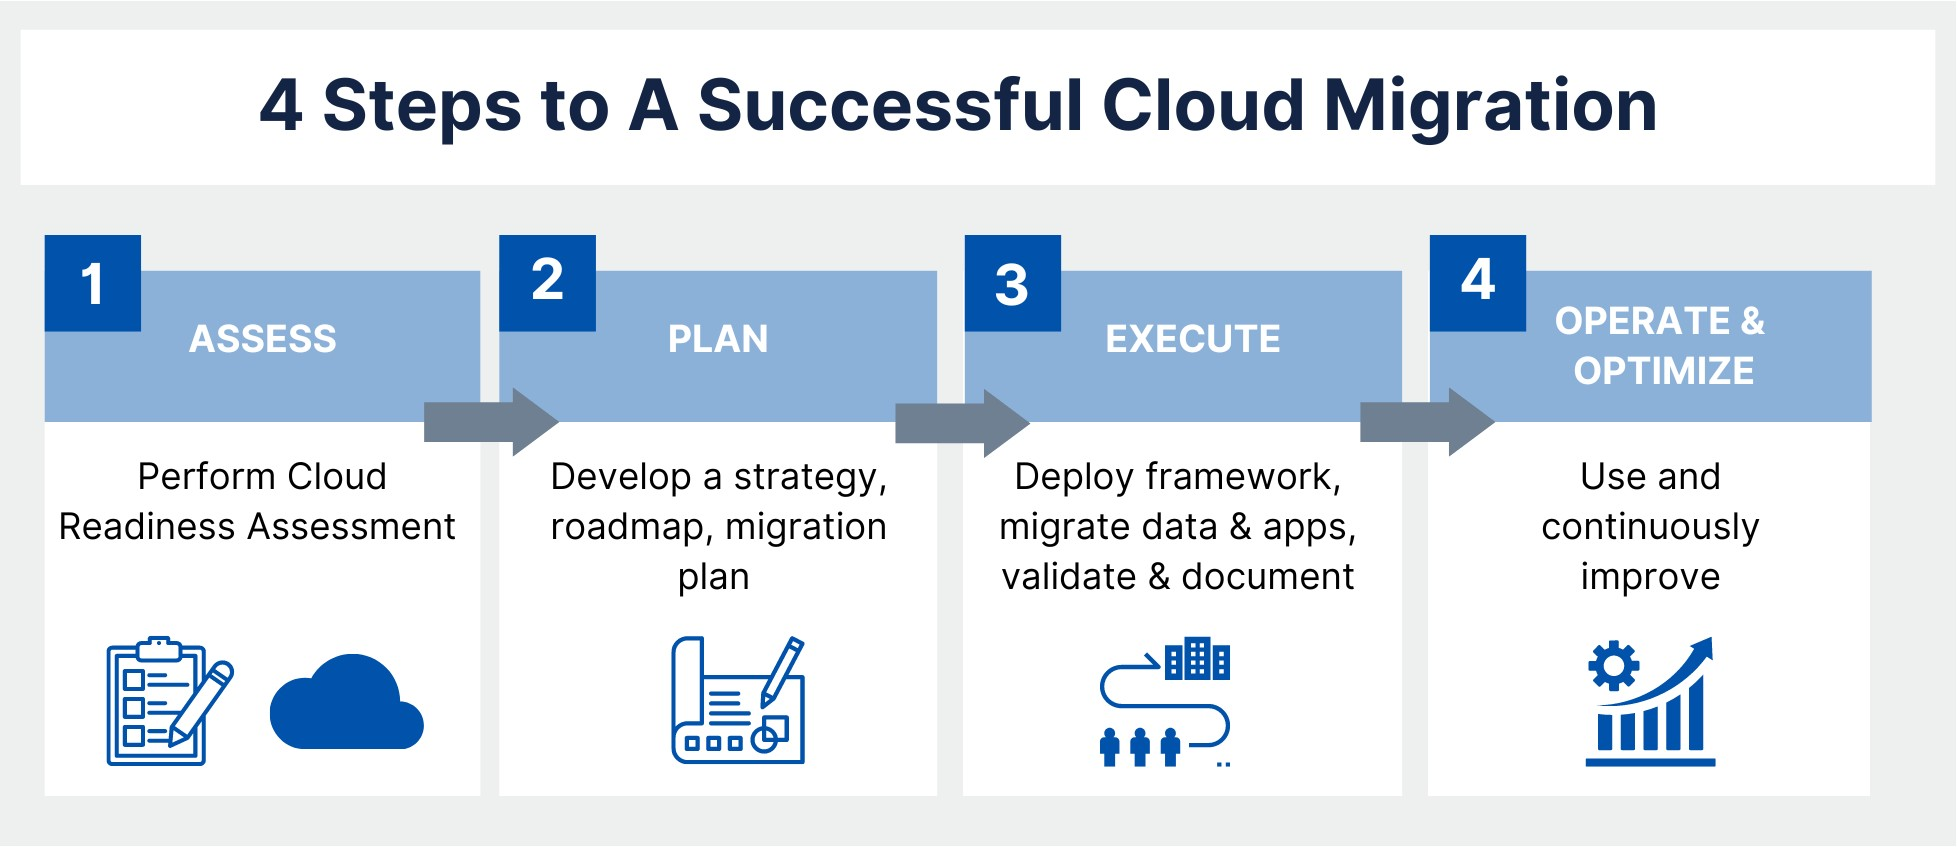 4 Steps to A Successful Cloud Migration
1
ASSESS
Perform Cloud
Readiness Assessment
2
PLAN
Develop a strategy,
roadmap, migration
plan
3
EXECUTE
Deploy framework,
migrate data & apps,
validate & document
4
OPERATE &
OPTIMIZE
Use and
continuously
improve